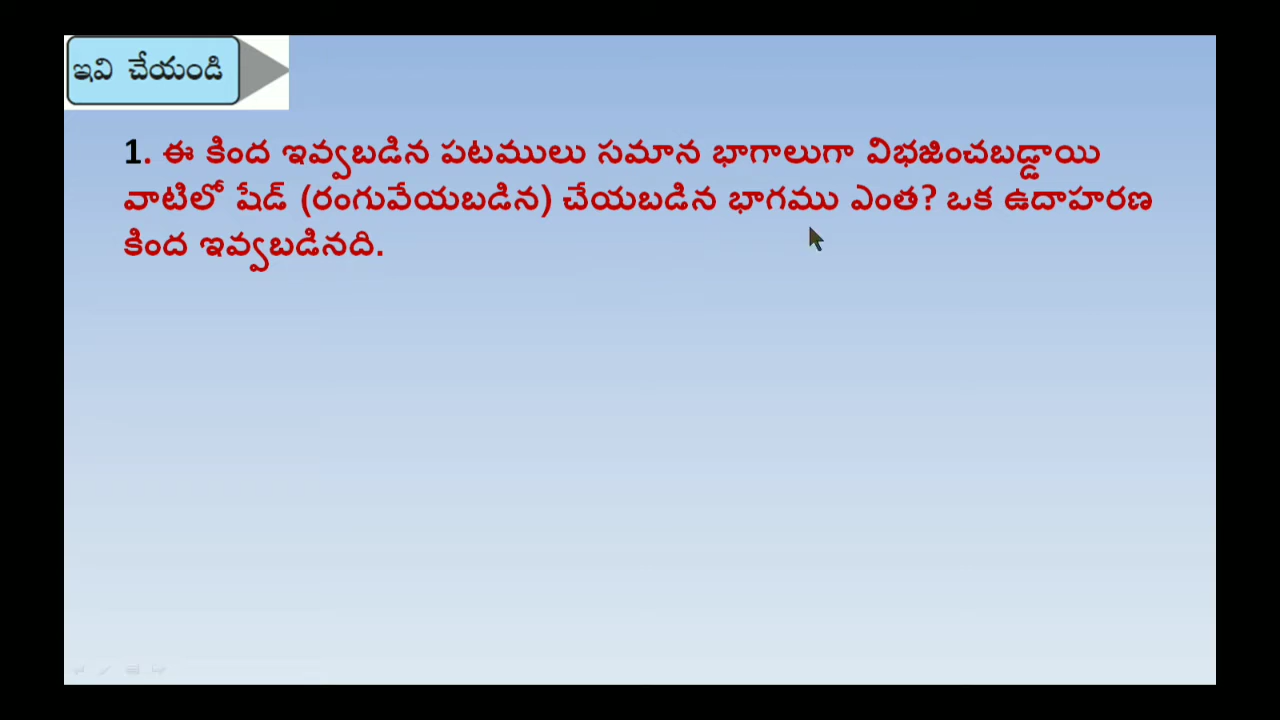 ఇవి చేయండి
1. ఈ కింద ఇవ్వబడిన పటములు సమాన భాగాలుగా విభజించబడ్డాయి
వాటిలో షేడ్ (రంగువేయబడిన) చేయబడిన భాగము ఎంత? ఒక ఉదాహరణ
కింద ఇవ్వబడినది.